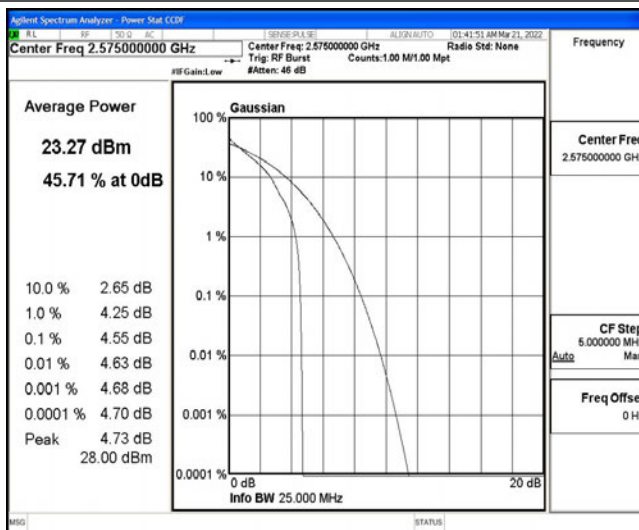 Agilent Spectrum Analyzer - Power Stat CCDF
RL RF 50 Ω AC SENSE:PULSE ALIGN AUTO 01:41:51 AM Mar 21, 2022
Center Freq 2.575000000 GHz
Center Freq: 2.575000000 GHz Radio Std: None
Trig: RF Burst Counts:1.00 M/1.00 Mpt
#IFGain:Low #Atten: 46 dB
Frequency
Average Power
23.27 dBm
45.71 % at 0dB
10.0 % 2.65 dB
1.0 % 4.25 dB
0.1 % 4.55 dB
0.01 % 4.63 dB
0.001 % 4.68 dB
0.0001 % 4.70 dB
Peak 4.73 dB
28.00 dBm
Gaussian
100 %
10 %
1 %
0.1 %
0.01 %
0.001 %
0.0001 %
0 dB 20 dB
Info BW 25.000 MHz
Center Freq
2.575000000 GH
CF Step
5.000000 MH
Auto Ma
Freq Offse
0 H
MSG STATUS